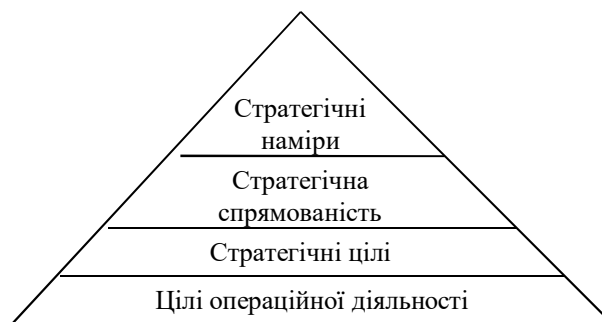 Стратегічні
наміри
Стратегічна
спрямованість
Стратегічні цілі
Цілі операційної діяльності